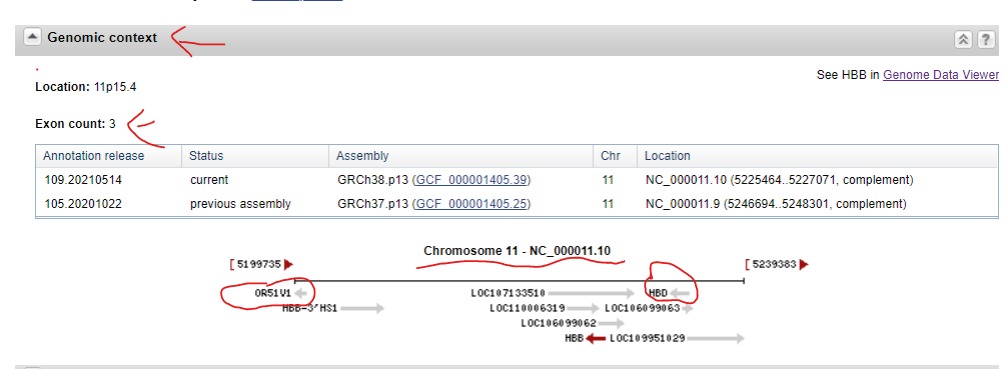 Genomic context
?
See HBB in Genome Data Viewer
Location: 11p15.4
Exon count: 3
Annotation release Status Assembly Chr Location
109.20210514 current GRCh38.p13 (GCF_000001405.39) 11 NC_000011.10 (5225464..5227071, complement)
105.20201022 previous assembly GRCh37.p13 (GCF_000001405.25) 11 NC_000011.9 (5246694..5248301, complement)
Chromosome 11 - NC_000011.10
[ 5199735 [ 5239383
OR51V1 LOC107133510 HBD
HBB-3'HS1 LOC110006319 LOC106099063
LOC106099062
HBB LOC109951029